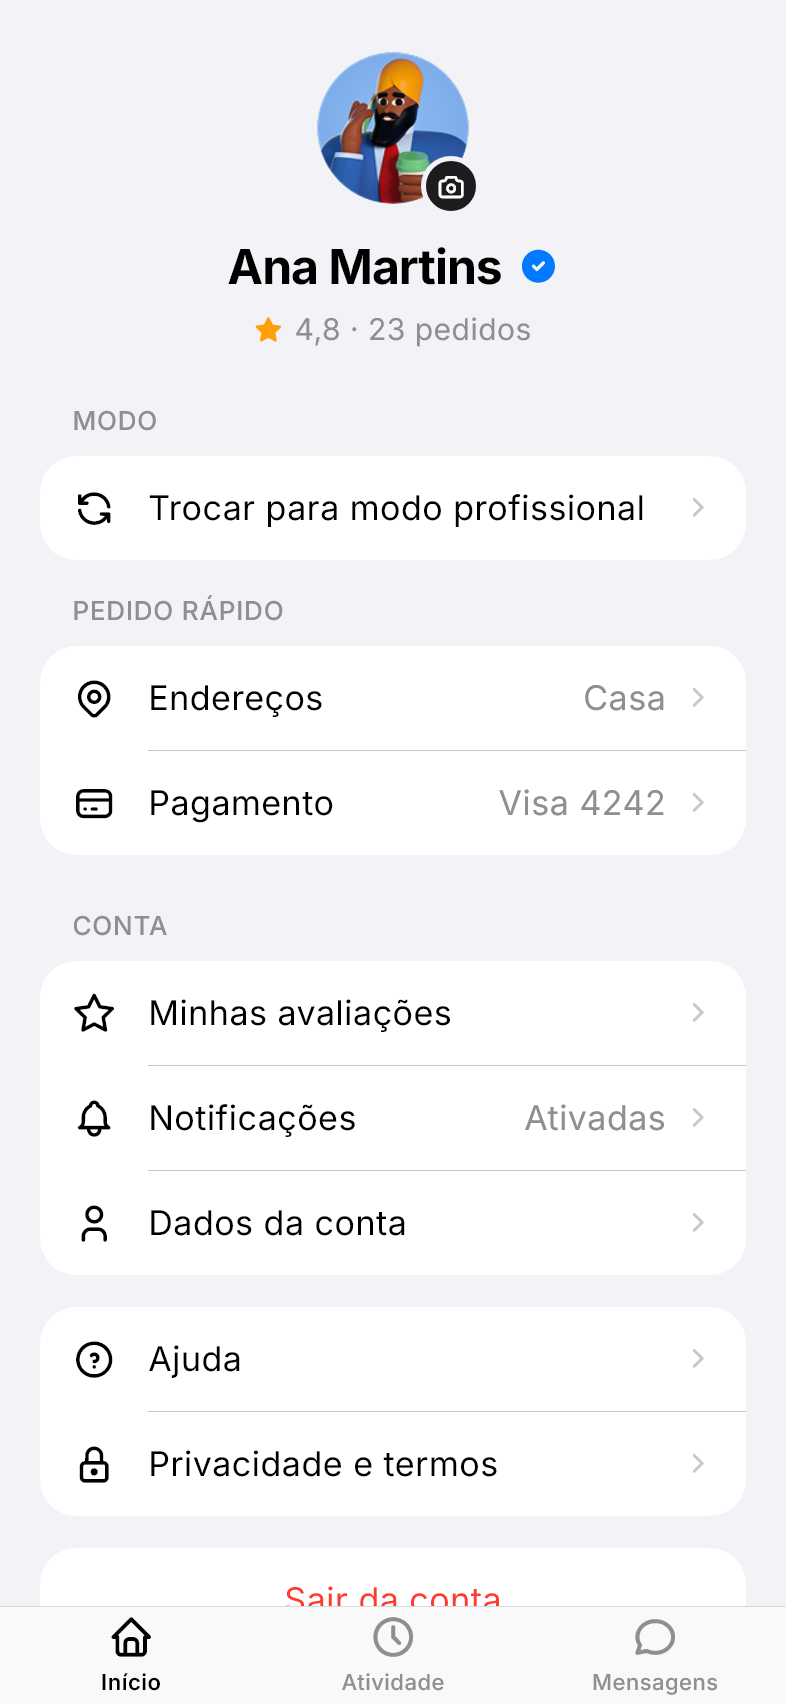 Ana Martins
4,8 · 23 pedidos
MODO
Trocar para modo profissional
PEDIDO RÁPIDO
Endereços Casa
Pagamento Visa 4242
CONTA
Minhas avaliações
Notificações Ativadas
Dados da conta
Ajuda
Privacidade e termos
Sair da conta
Início Atividade Mensagens